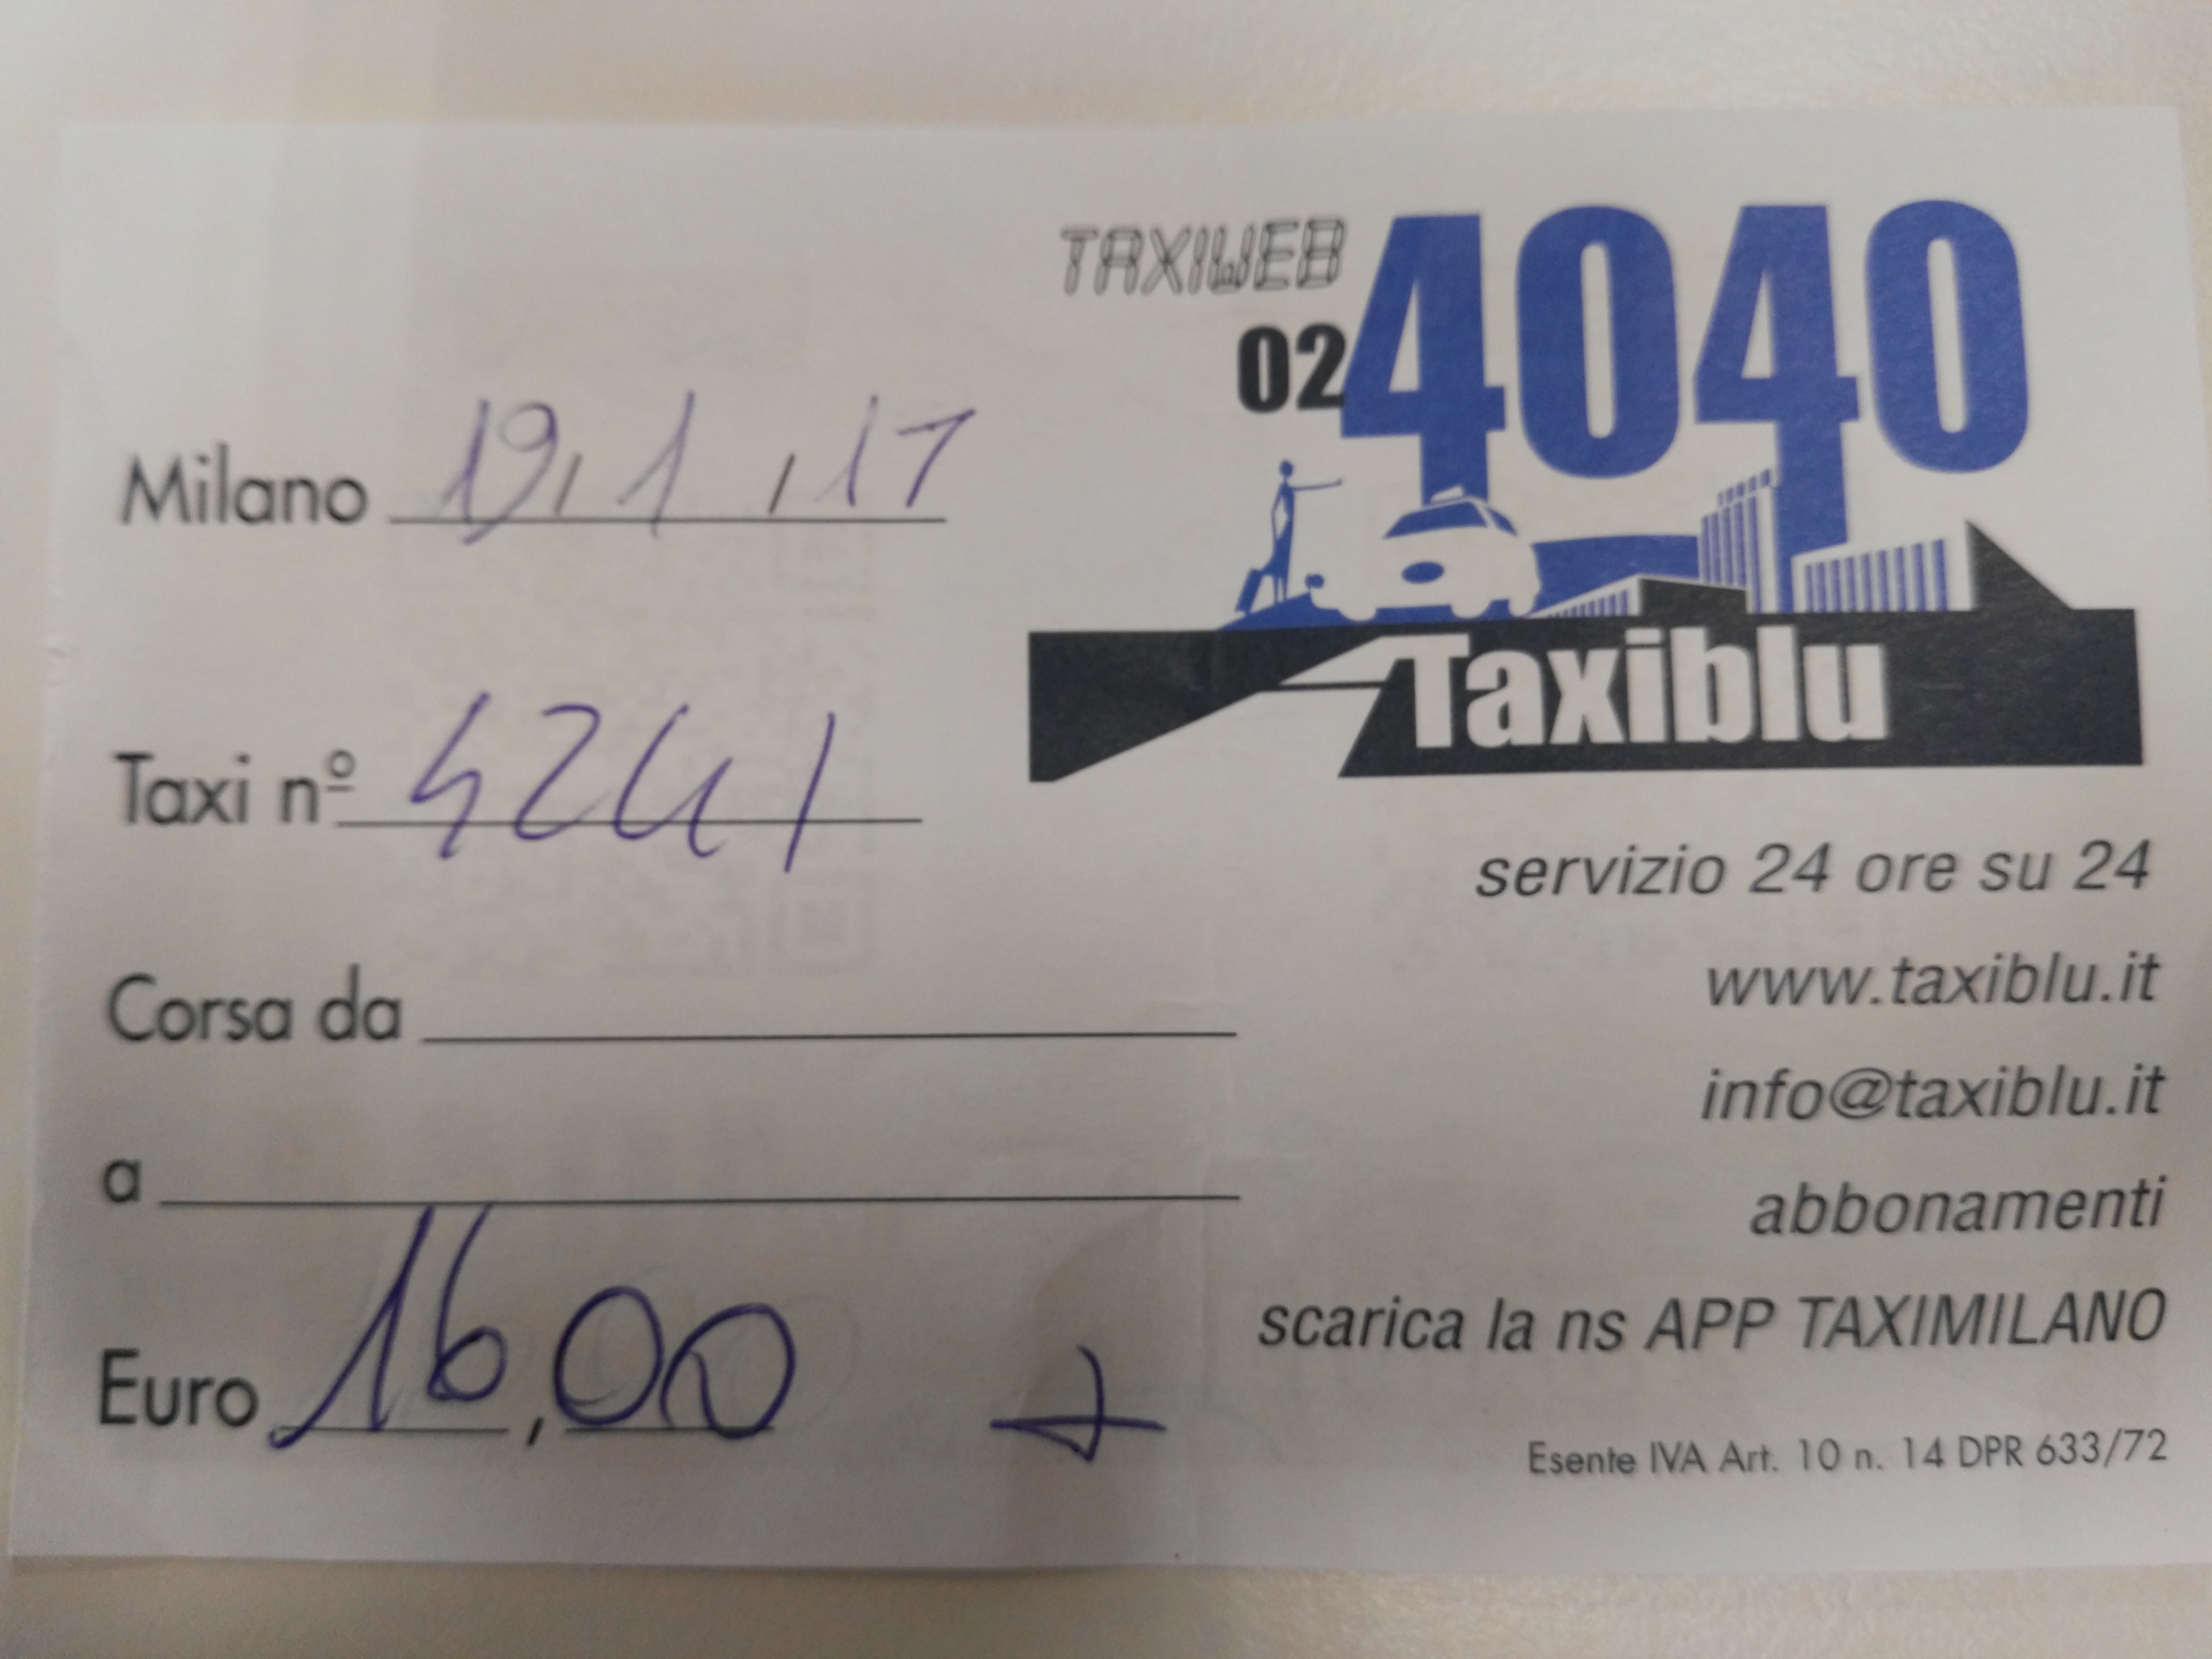 TAXIWEB
02 4040
Taxiblu
Milano 19/1/17
Taxi nº 4241
servizio 24 ore su 24
www.taxiblu.it
Corsa da
info@taxiblu.it
a
abbonamenti
scarica la ns APP TAXIMILANO
Euro 16,00
Esente IVA Art. 10 n. 14 DPR 633/72